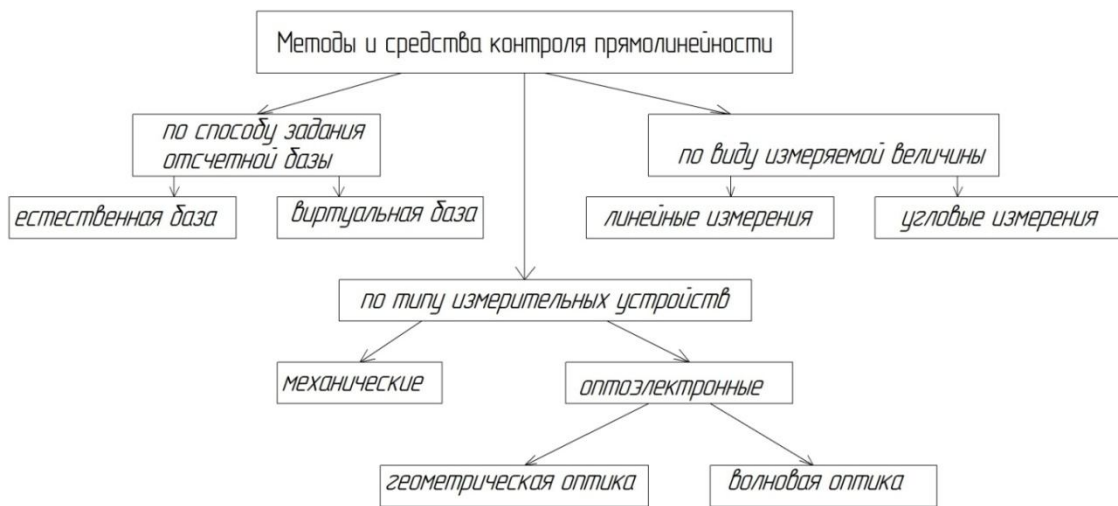 Методы и средства контроля прямолинейности
по способу задания
отсчетной базы
по виду измеряемой величины
естественная база
виртуальная база
линейные измерения
угловые измерения
по типу измерительных устройств
механические
оптоэлектронные
геометрическая оптика
волновая оптика